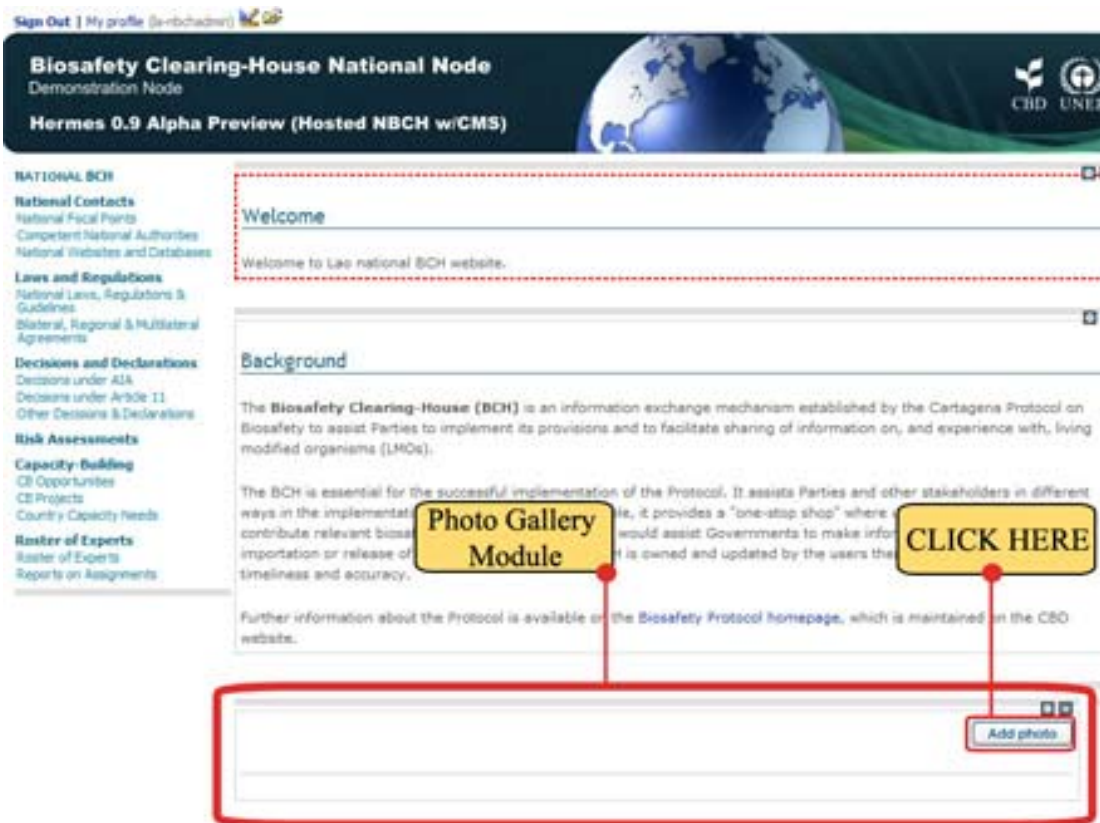 Sign Out | My profile
Biosafety Clearing-House National Node
Demonstration Node
Hermes 0.9 Alpha Preview (Hosted NBCH w/CMS)
CBD UNEP
NATIONAL BCH
National Contacts
National Focal Points
Competent National Authorities
National Websites and Databases
Laws and Regulations
National Laws, Regulations &
Guidelines
Bilateral, Regional & Multilateral
Agreements
Decisions and Declarations
Decisions under AIA
Decisions under Article 11
Other Decisions & Declarations
Risk Assessments
Capacity-Building
CB Opportunities
CB Projects
Country Capacity Needs
Roster of Experts
Roster of Experts
Reports on Assignments
Welcome
Welcome to Lao national BCH website.
Background
The Biosafety Clearing-House (BCH) is an information exchange mechanism established by the Cartagena Protocol on
Biosafety to assist Parties to implement its provisions and to facilitate sharing of information on, and experience with, living
modified organisms (LMOs).
The BCH is essential for the successful implementation of the Protocol. It assists Parties and other stakeholders in different
ways in the it provides a "one-stop shop" where
contribute relevant would assist Governments to make
importation or release of is owned and updated by the users
timeliness and accuracy.
Further information about the Protocol is available on the Biosafety Protocol homepage, which is maintained on the CBD
website.
Photo Gallery
Module
CLICK HERE
Add photo